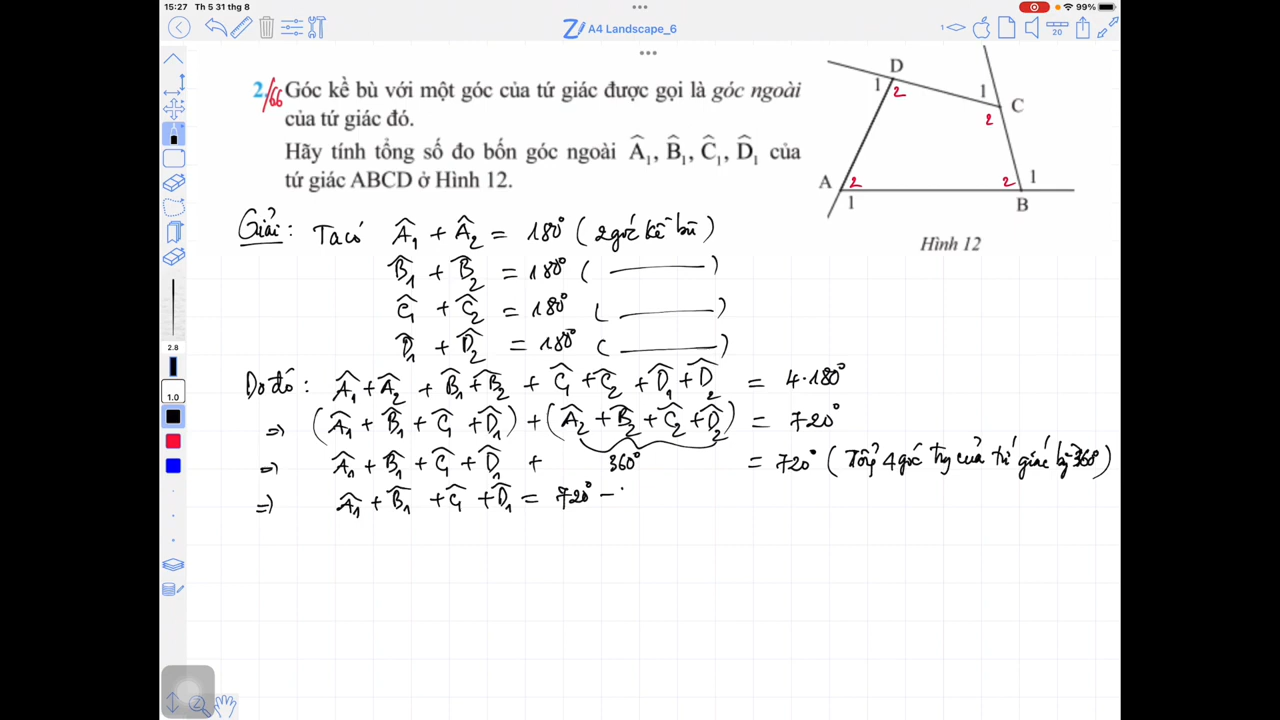 15:27 Th 5 31 thg 8
99%
A4 Landscape_6
1
20
2/66 Góc kề bù với một góc của tứ giác được gọi là góc ngoài
của tứ giác đó.
Hãy tính tổng số đo bốn góc ngoài Â₁, B̂₁, Ĉ₁, D̂₁ của
tứ giác ABCD ở Hình 12.
D
1 2
1 C
2
A 2
1
2 1
B
Hình 12
Giải: Ta có Â₁ + Â₂ = 180° (2 góc kề bù)
B̂₁ + B̂₂ = 180° ( ——— )
Ĉ₁ + Ĉ₂ = 180° ( ——— )
D̂₁ + D̂₂ = 180° ( ——— )
Do đó: Â₁ + Â₂ + B̂₁ + B̂₂ + Ĉ₁ + Ĉ₂ + D̂₁ + D̂₂ = 4.180°
⇒ (Â₁ + B̂₁ + Ĉ₁ + D̂₁) + (Â₂ + B̂₂ + Ĉ₂ + D̂₂) = 720°
⇒ Â₁ + B̂₁ + Ĉ₁ + D̂₁ + 360° = 720° (Tổng 4 góc của tứ giác 360°)
⇒ Â₁ + B̂₁ + Ĉ₁ + D̂₁ = 720° -
2.8
1.0